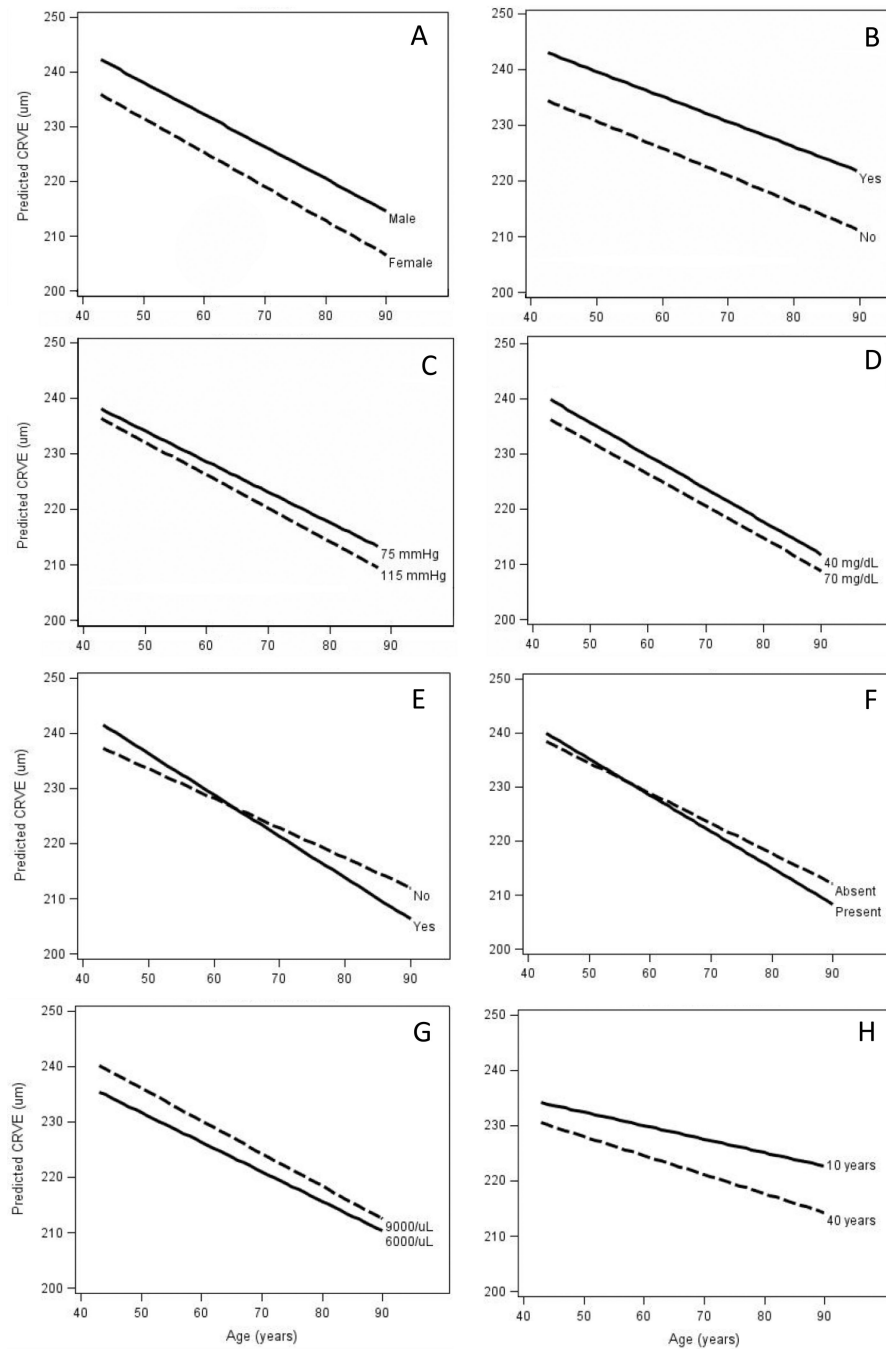 A
250
240
230
220
210
200
Predicted CRVE (um)
Male
Female
40 50 60 70 80 90
B
250
240
230
220
210
200
Yes
No
40 50 60 70 80 90
C
250
240
230
220
210
200
Predicted CRVE (um)
75 mmHg
115 mmHg
40 50 60 70 80 90
D
250
240
230
220
210
200
40 mg/dL
70 mg/dL
40 50 60 70 80 90
E
250
240
230
220
210
200
Predicted CRVE (um)
No
Yes
40 50 60 70 80 90
F
250
240
230
220
210
200
Absent
Present
40 50 60 70 80 90
G
250
240
230
220
210
200
Predicted CRVE (um)
9000/uL
6000/uL
40 50 60 70 80 90
Age (years)
H
250
240
230
220
210
200
10 years
40 years
40 50 60 70 80 90
Age (years)